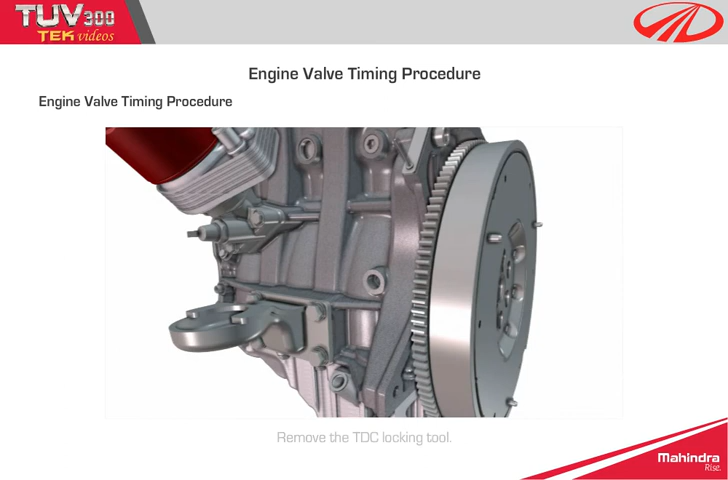 TUV300
TEK videos
Engine Valve Timing Procedure
Engine Valve Timing Procedure
Remove the TDC locking tool.
Mahindra
Rise.